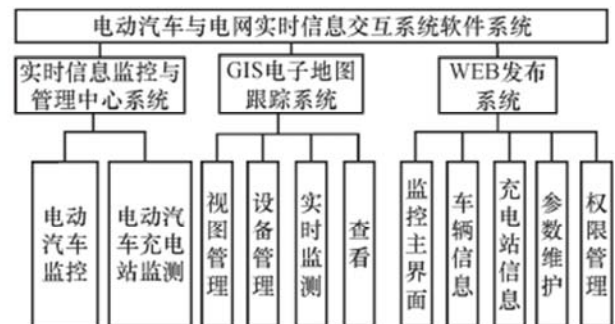 电动汽车与电网实时信息交互系统软件系统
实时信息监控与
管理中心系统
GIS电子地图
跟踪系统
WEB发布
系统
电动
汽车
监控
电动汽
车充电
站监测
视图管理
设备管理
实时监测
查看
监控主界面
车辆信息
充电站信息
参数维护
权限管理